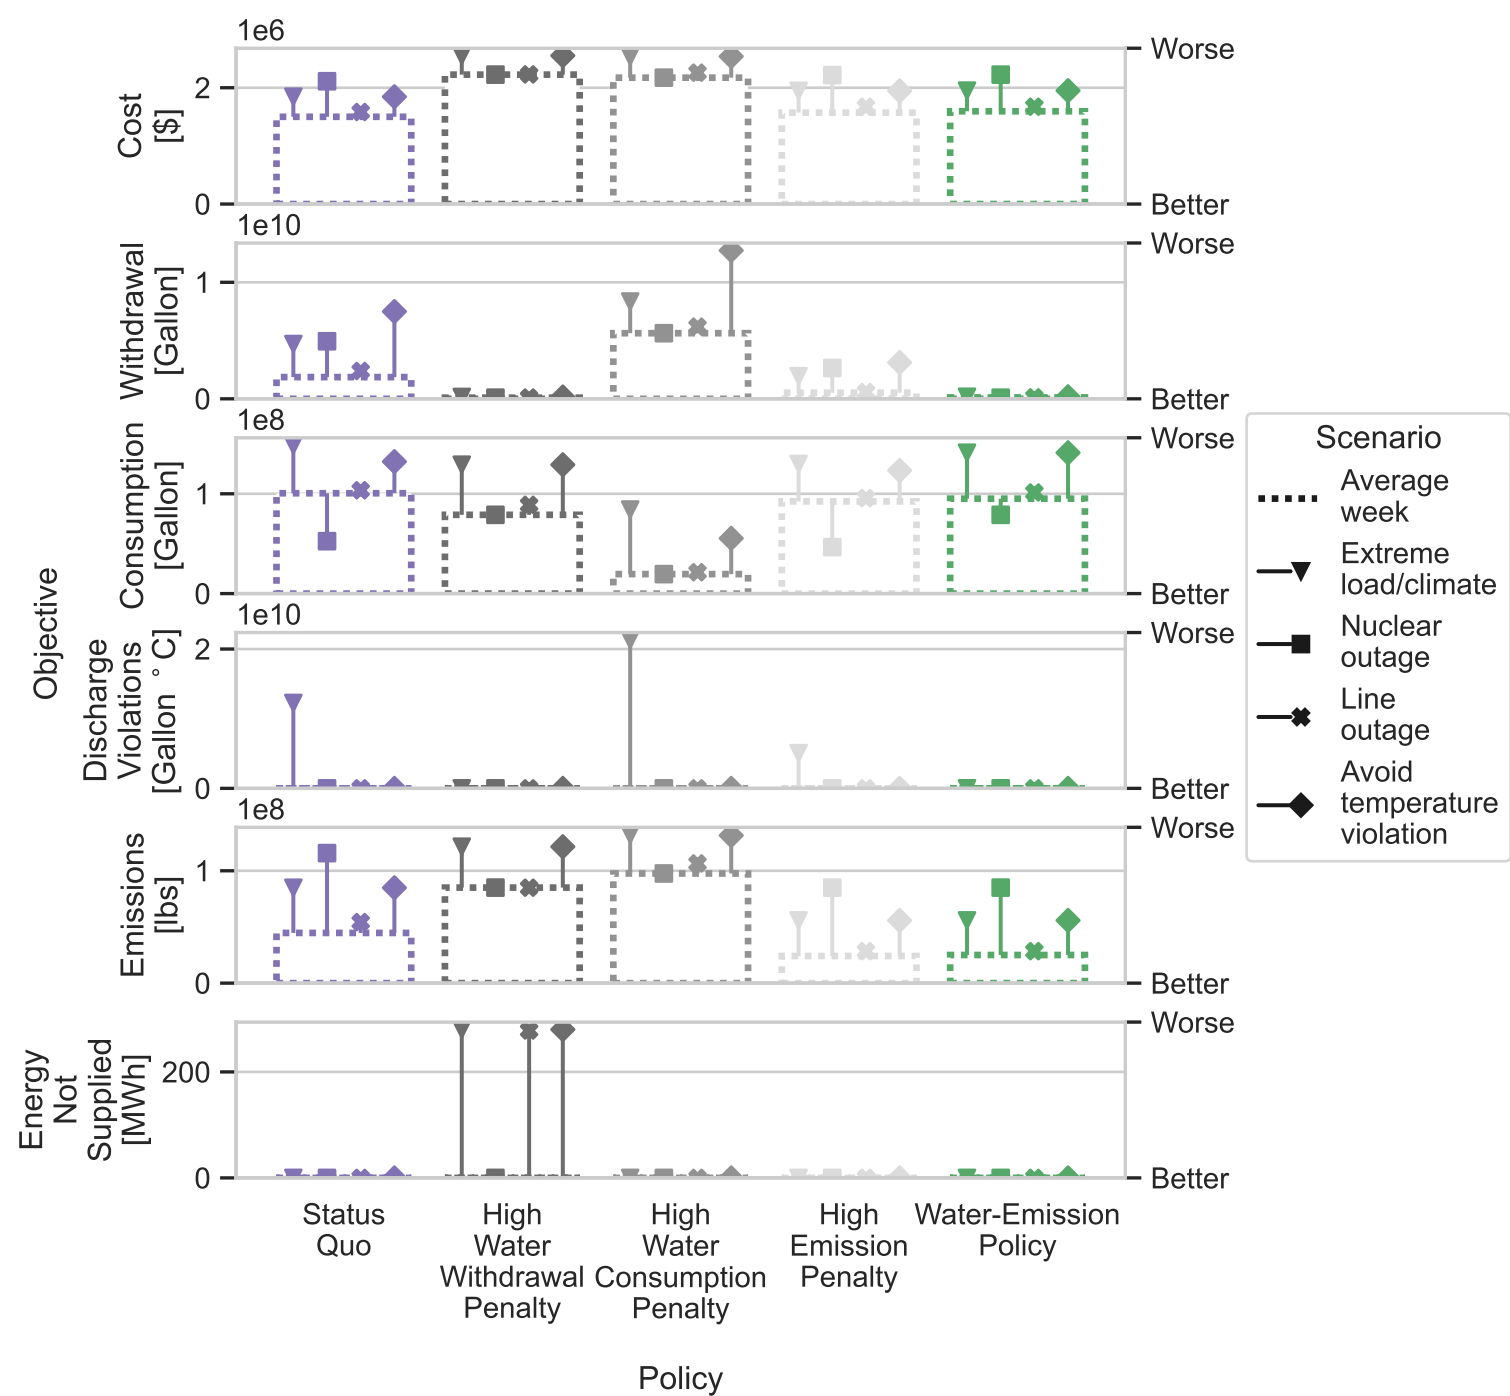 1e6
Worse
2
Cost
[$]
0
Better
1e10
Worse
1
Withdrawal
[Gallon]
0
Better
1e8
Worse
1
Consumption
[Gallon]
0
Better
1e10
Worse
2
Discharge
Violations
[Gallon ° C]
0
Better
1e8
Worse
1
Emissions
[lbs]
0
Better
Worse
200
Energy
Not
Supplied
[MWh]
0
Better
Objective
Status
Quo
High
Water
Withdrawal
Penalty
High
Water
Consumption
Penalty
High
Emission
Penalty
Water-Emission
Policy
Policy
Scenario
Average
week
Extreme
load/climate
Nuclear
outage
Line
outage
Avoid
temperature
violation